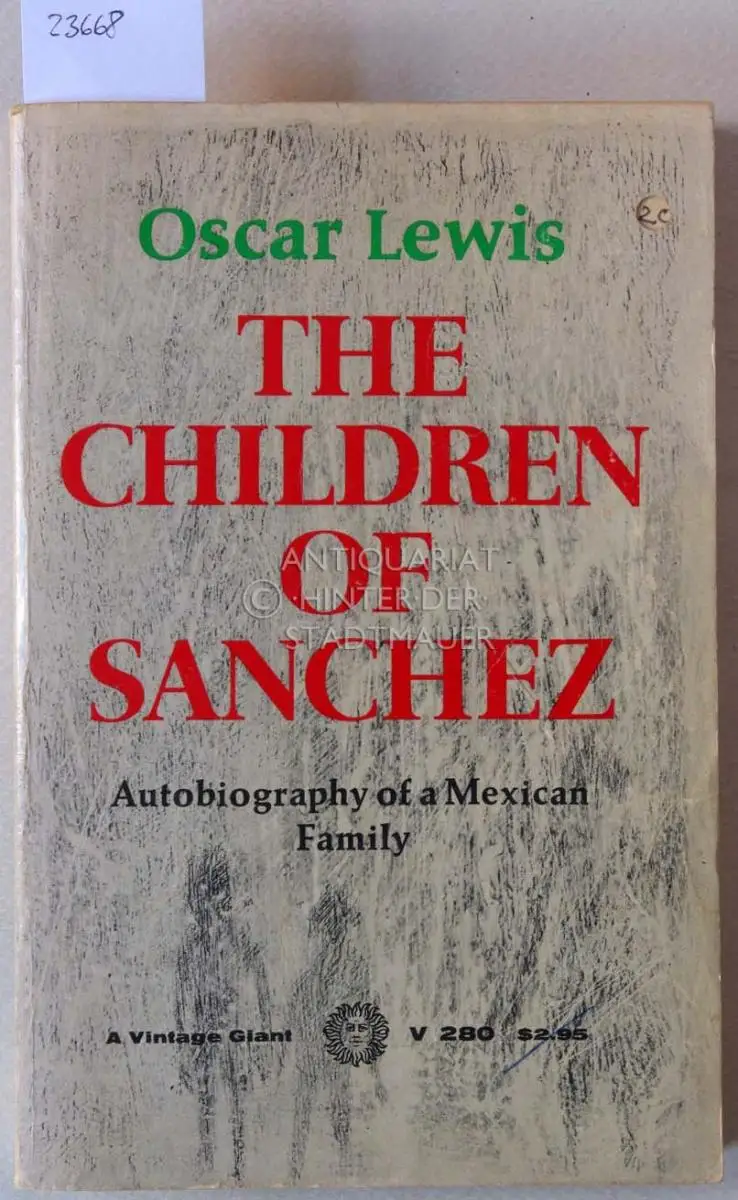 23668
2c
Oscar Lewis
THE
CHILDREN
OF
SANCHEZ
ANTIQUARIAT
© HINTER DER
STADTMAUER
Autobiography of a Mexican
Family
A Vintage Giant V 280 $2.95